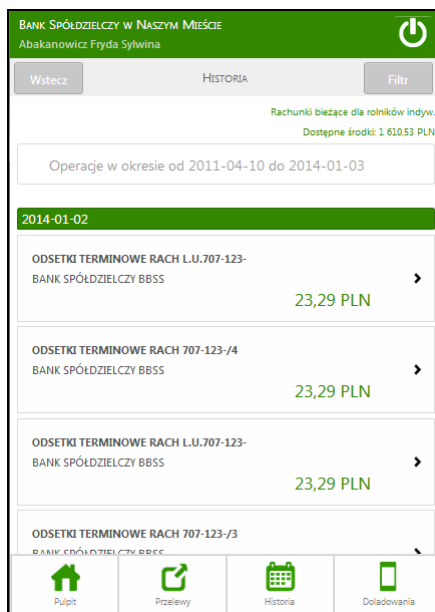 Bank Spółdzielczy w Naszym Mieście
Abakanowicz Fryda Sylwina
Wstecz
Historia
Filtr
Rachunki bieżące dla rolników indyw.
Dostępne środki: 1 610,53 PLN
Operacje w okresie od 2011-04-10 do 2014-01-03
2014-01-02
ODSETKI TERMINOWE RACH L.U.707-123-
BANK SPÓŁDZIELCZY BBSS
23,29 PLN
ODSETKI TERMINOWE RACH 707-123-/4
BANK SPÓŁDZIELCZY BBSS
23,29 PLN
ODSETKI TERMINOWE RACH L.U.707-123-
BANK SPÓŁDZIELCZY BBSS
23,29 PLN
ODSETKI TERMINOWE RACH 707-123-/3
BANK SPÓŁDZIELCZY BBSS
Pulpit
Przelewy
Historia
Doladowania